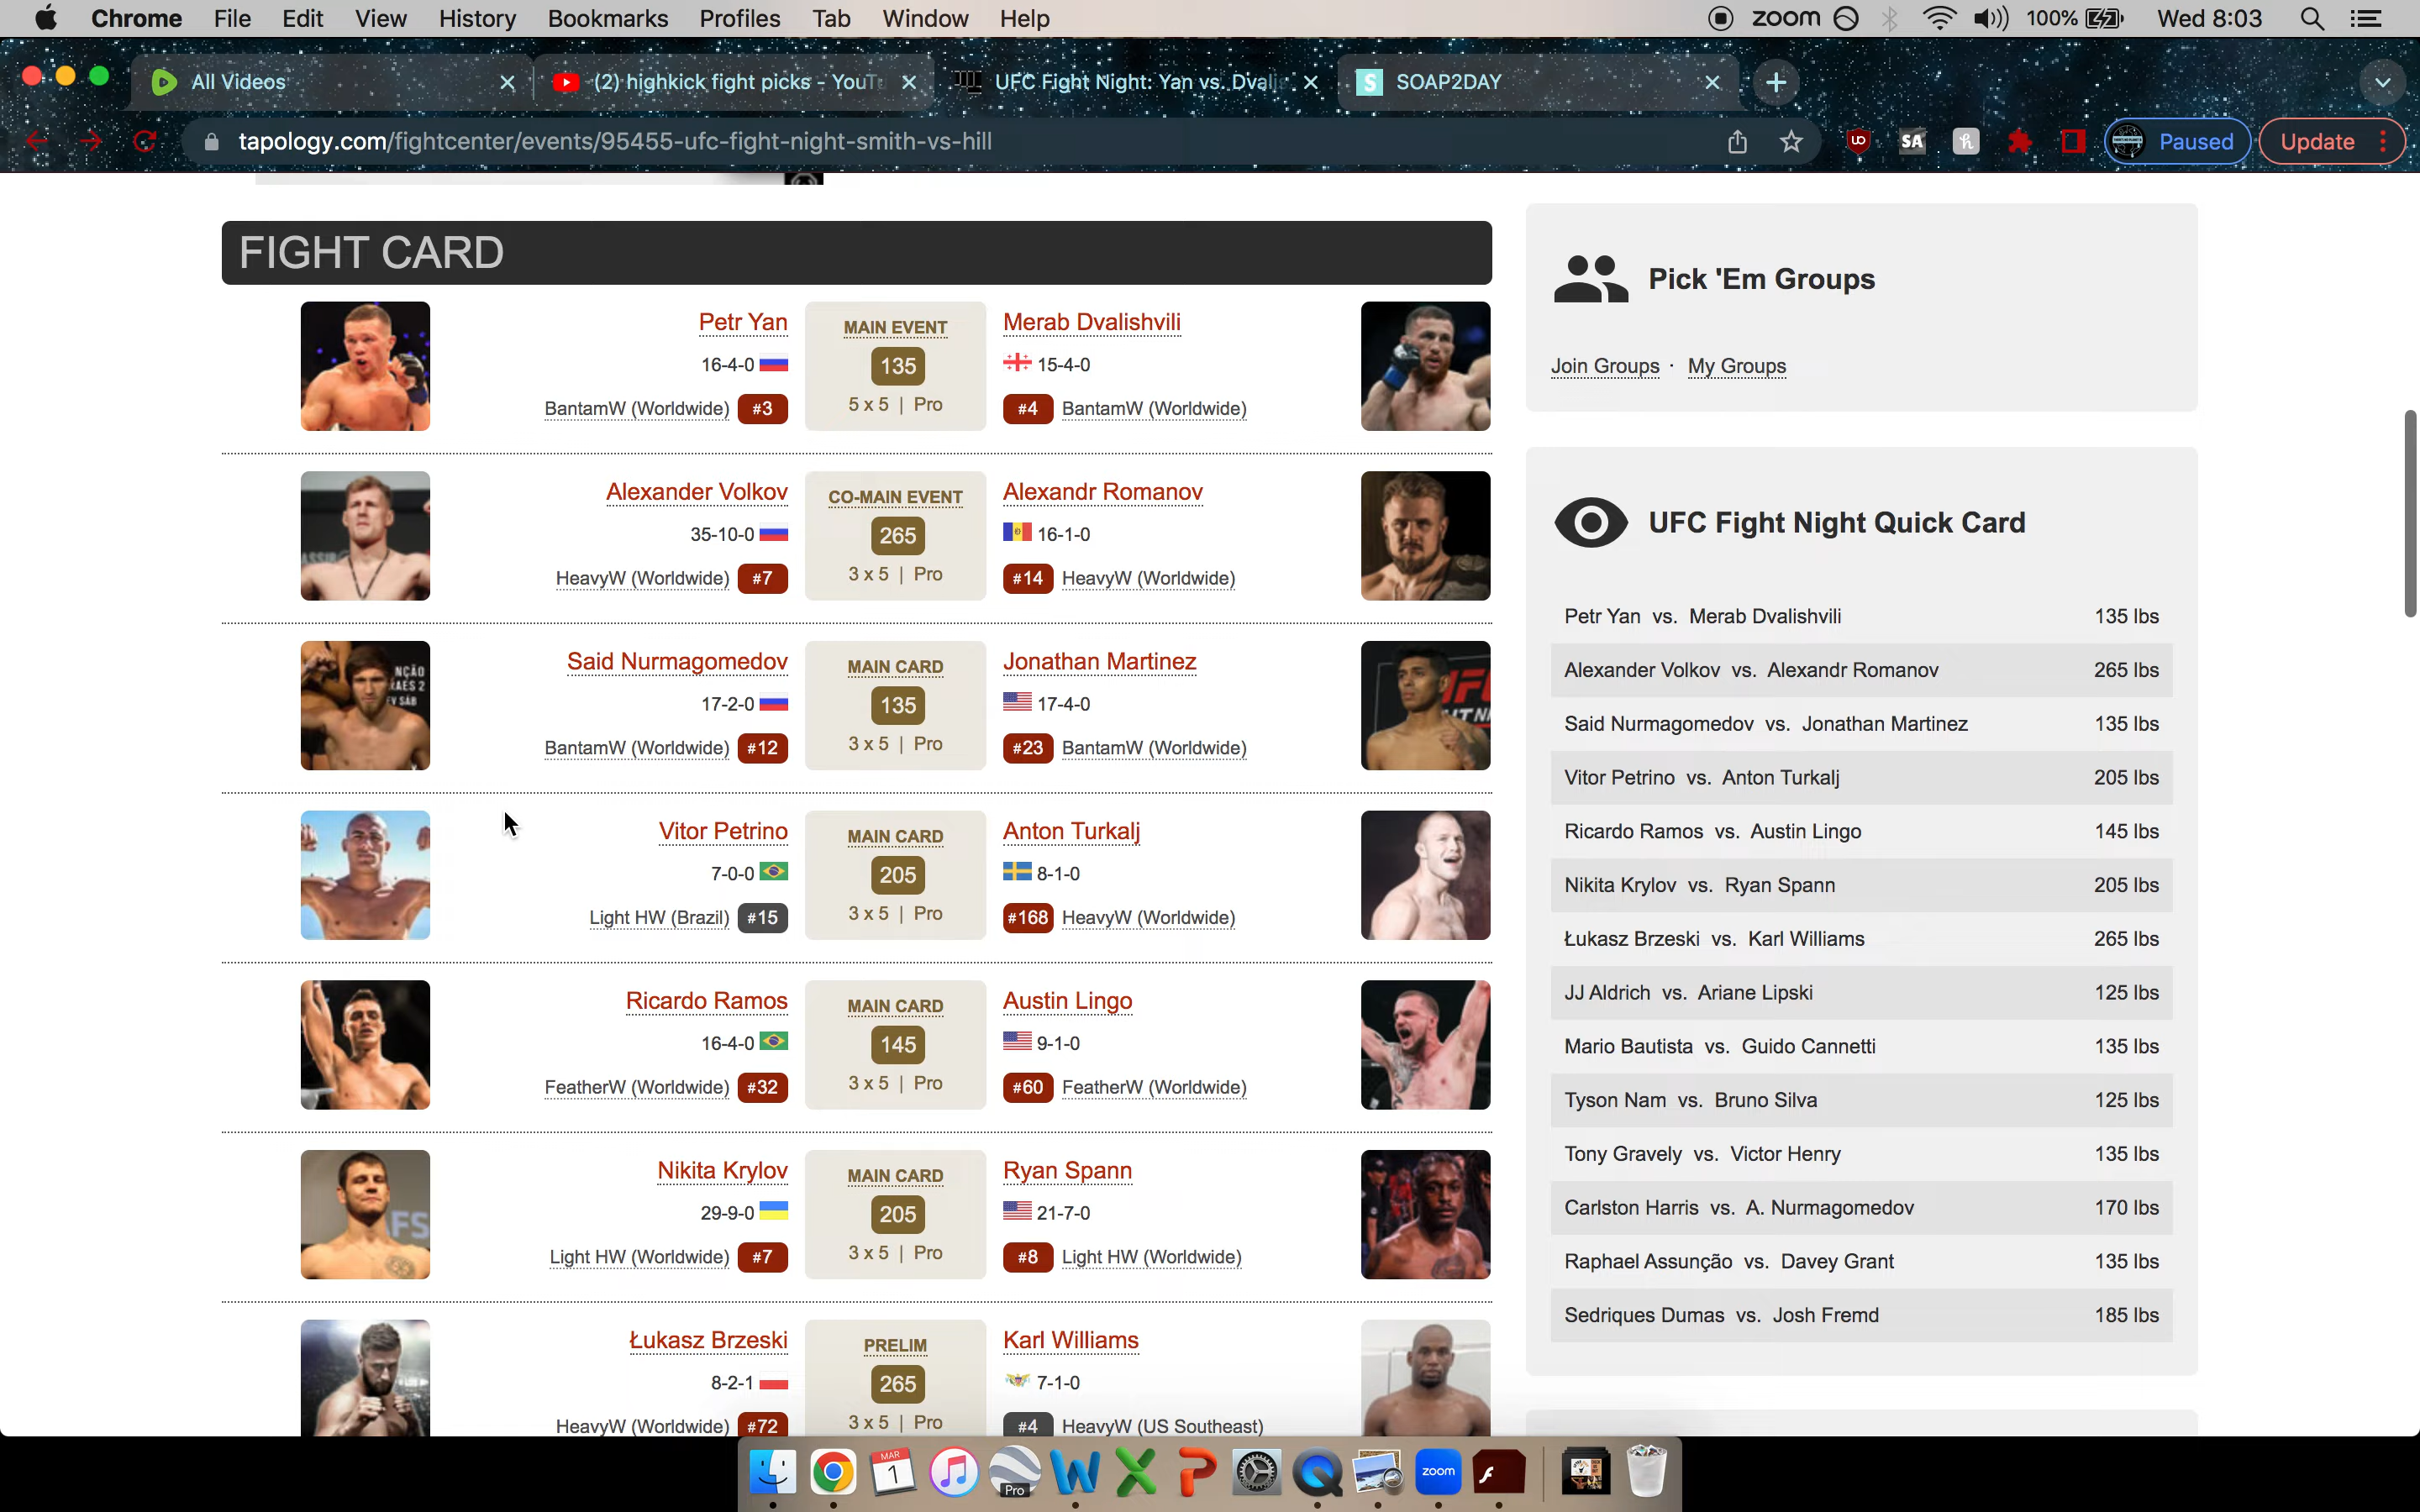 Chrome File Edit View History Bookmarks Profiles Tab Window Help zoom 100% Wed 8:03
All Videos (2) highkick fight picks - YouTu UFC Fight Night: Yan vs. Dvalis S SOAP2DAY
tapology.com/fightcenter/events/95455-ufc-fight-night-smith-vs-hill SA h Paused Update
FIGHT CARD
Petr Yan MAIN EVENT Merab Dvalishvili
16-4-0 135 15-4-0
BantamW (Worldwide) #3 5 x 5 | Pro #4 BantamW (Worldwide)
Alexander Volkov CO-MAIN EVENT Alexandr Romanov
35-10-0 265 16-1-0
HeavyW (Worldwide) #7 3 x 5 | Pro #14 HeavyW (Worldwide)
Said Nurmagomedov MAIN CARD Jonathan Martinez
17-2-0 135 17-4-0
BantamW (Worldwide) #12 3 x 5 | Pro #23 BantamW (Worldwide)
Vitor Petrino MAIN CARD Anton Turkalj
7-0-0 205 8-1-0
Light HW (Brazil) #15 3 x 5 | Pro #168 HeavyW (Worldwide)
Ricardo Ramos MAIN CARD Austin Lingo
16-4-0 145 9-1-0
FeatherW (Worldwide) #32 3 x 5 | Pro #60 FeatherW (Worldwide)
Nikita Krylov MAIN CARD Ryan Spann
29-9-0 205 21-7-0
Light HW (Worldwide) #7 3 x 5 | Pro #8 Light HW (Worldwide)
Łukasz Brzeski PRELIM Karl Williams
8-2-1 265 7-1-0
HeavyW (Worldwide) #72 3 x 5 | Pro #4 HeavyW (US Southeast)
Pick 'Em Groups
Join Groups · My Groups
UFC Fight Night Quick Card
Petr Yan vs. Merab Dvalishvili 135 lbs
Alexander Volkov vs. Alexandr Romanov 265 lbs
Said Nurmagomedov vs. Jonathan Martinez 135 lbs
Vitor Petrino vs. Anton Turkalj 205 lbs
Ricardo Ramos vs. Austin Lingo 145 lbs
Nikita Krylov vs. Ryan Spann 205 lbs
Łukasz Brzeski vs. Karl Williams 265 lbs
JJ Aldrich vs. Ariane Lipski 125 lbs
Mario Bautista vs. Guido Cannetti 135 lbs
Tyson Nam vs. Bruno Silva 125 lbs
Tony Gravely vs. Victor Henry 135 lbs
Carlston Harris vs. A. Nurmagomedov 170 lbs
Raphael Assunção vs. Davey Grant 135 lbs
Sedriques Dumas vs. Josh Fremd 185 lbs
MAR
1
Pro
zoom